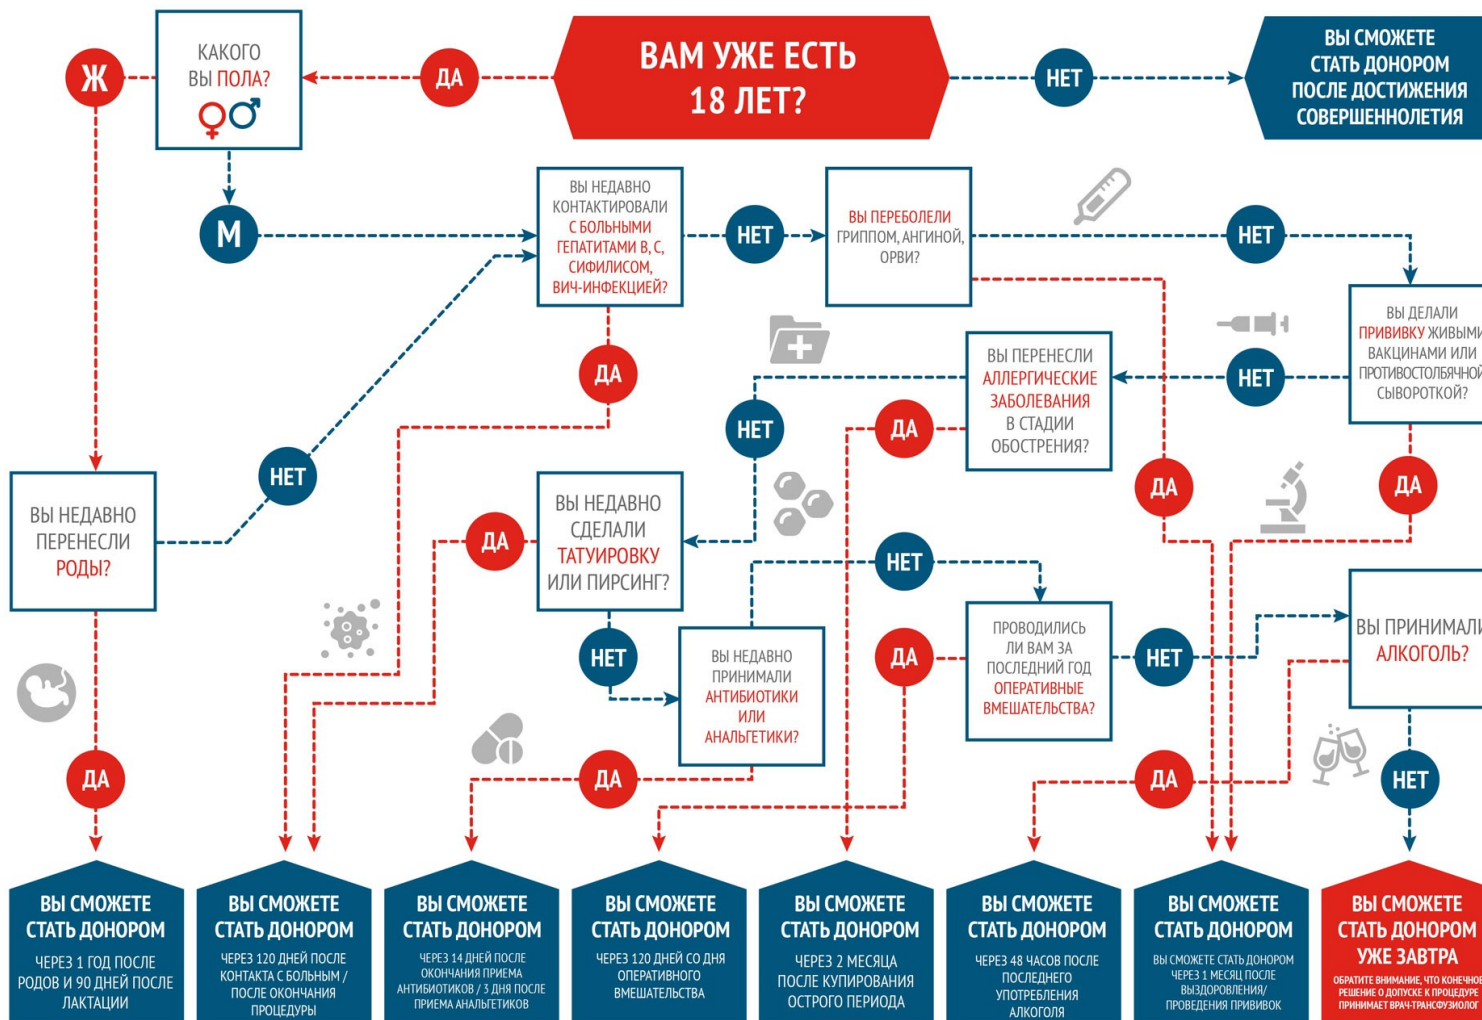 ВАМ УЖЕ ЕСТЬ
18 ЛЕТ?
ДА
НЕТ
ВЫ СМОЖЕТЕ
СТАТЬ ДОНОРОМ
ПОСЛЕ ДОСТИЖЕНИЯ
СОВЕРШЕННОЛЕТИЯ
КАКОГО
ВЫ ПОЛА?
Ж
М
ВЫ НЕДАВНО
КОНТАКТИРОВАЛИ
С БОЛЬНЫМИ
ГЕПАТИТАМИ В, С,
СИФИЛИСОМ,
ВИЧ-ИНФЕКЦИЕЙ?
НЕТ
ДА
ВЫ ПЕРЕБОЛЕЛИ
ГРИППОМ, АНГИНОЙ,
ОРВИ?
НЕТ
ДА
ВЫ ДЕЛАЛИ
ПРИВИВКУ ЖИВЫМИ
ВАКЦИНАМИ ИЛИ
ПРОТИВОСТОЛБЯЧНОЙ
СЫВОРОТКОЙ?
НЕТ
ДА
ВЫ ПЕРЕНЕСЛИ
АЛЛЕРГИЧЕСКИЕ
ЗАБОЛЕВАНИЯ
В СТАДИИ
ОБОСТРЕНИЯ?
НЕТ
ДА
ВЫ НЕДАВНО
ПЕРЕНЕСЛИ
РОДЫ?
НЕТ
ДА
ВЫ НЕДАВНО
СДЕЛАЛИ
ТАТУИРОВКУ
ИЛИ ПИРСИНГ?
ДА
НЕТ
ВЫ НЕДАВНО
ПРИНИМАЛИ
АНТИБИОТИКИ
ИЛИ
АНАЛЬГЕТИКИ?
НЕТ
ДА
ПРОВОДИЛИСЬ
ЛИ ВАМ ЗА
ПОСЛЕДНИЙ ГОД
ОПЕРАТИВНЫЕ
ВМЕШАТЕЛЬСТВА?
ДА
НЕТ
ВЫ ПРИНИМАЛИ
АЛКОГОЛЬ?
ДА
НЕТ
ВЫ СМОЖЕТЕ
СТАТЬ ДОНОРОМ
ЧЕРЕЗ 1 ГОД ПОСЛЕ
РОДОВ И 90 ДНЕЙ ПОСЛЕ
ЛАКТАЦИИ
ВЫ СМОЖЕТЕ
СТАТЬ ДОНОРОМ
ЧЕРЕЗ 120 ДНЕЙ ПОСЛЕ
КОНТАКТА С БОЛЬНЫМ /
ПОСЛЕ ОКОНЧАНИЯ
ПРОЦЕДУРЫ
ВЫ СМОЖЕТЕ
СТАТЬ ДОНОРОМ
ЧЕРЕЗ 14 ДНЕЙ ПОСЛЕ
ОКОНЧАНИЯ ПРИЕМА
АНТИБИОТИКОВ / 3 ДНЯ ПОСЛЕ
ПРИЕМА АНАЛЬГЕТИКОВ
ВЫ СМОЖЕТЕ
СТАТЬ ДОНОРОМ
ЧЕРЕЗ 120 ДНЕЙ СО ДНЯ
ОПЕРАТИВНОГО
ВМЕШАТЕЛЬСТВА
ВЫ СМОЖЕТЕ
СТАТЬ ДОНОРОМ
ЧЕРЕЗ 2 МЕСЯЦА
ПОСЛЕ КУПИРОВАНИЯ
ОСТРОГО ПЕРИОДА
ВЫ СМОЖЕТЕ
СТАТЬ ДОНОРОМ
ЧЕРЕЗ 48 ЧАСОВ ПОСЛЕ
ПОСЛЕДНЕГО
УПОТРЕБЛЕНИЯ
АЛКОГОЛЯ
ВЫ СМОЖЕТЕ
СТАТЬ ДОНОРОМ
ВЫ СМОЖЕТЕ СТАТЬ ДОНОРОМ
ЧЕРЕЗ 1 МЕСЯЦ ПОСЛЕ
ВЫЗДОРОВЛЕНИЯ/
ПРОВЕДЕНИЯ ПРИВИВОК
ВЫ СМОЖЕТЕ
СТАТЬ ДОНОРОМ
УЖЕ ЗАВТРА
ОБРАТИТЕ ВНИМАНИЕ, ЧТО КОНЕЧНОЕ
РЕШЕНИЕ О ДОПУСКЕ К ПРОЦЕДУРЕ
ПРИНИМАЕТ ВРАЧ-ТРАНСФУЗИОЛОГ